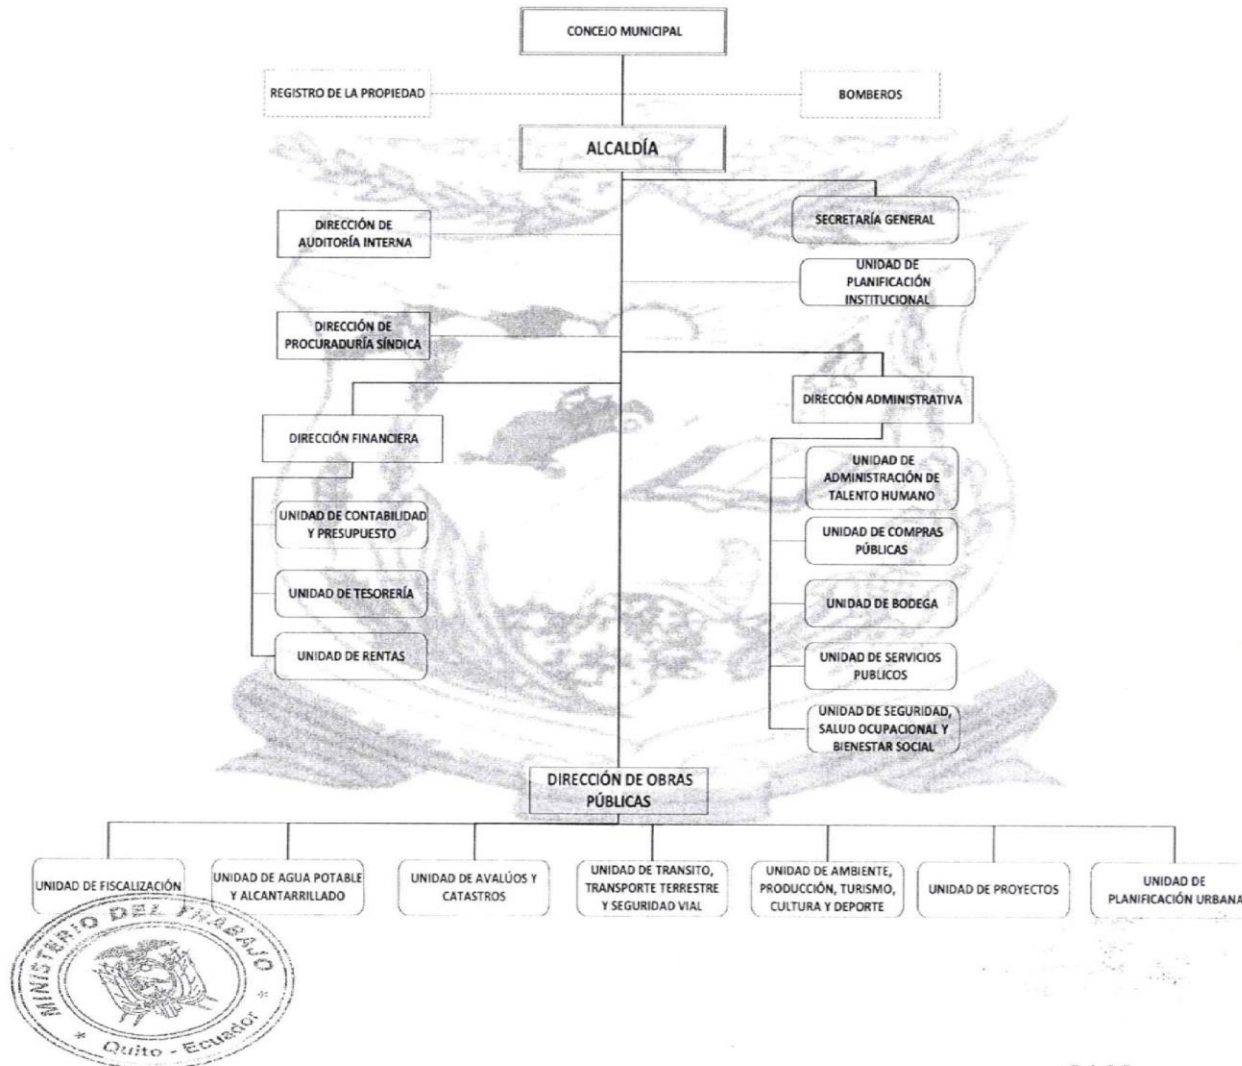 CONCEJO MUNICIPAL
REGISTRO DE LA PROPIEDAD
BOMBEROS
ALCALDÍA
SECRETARÍA GENERAL
DIRECCIÓN DE
AUDITORÍA INTERNA
UNIDAD DE
PLANIFICACIÓN
INSTITUCIONAL
DIRECCIÓN DE
PROCURADURÍA SÍNDICA
DIRECCIÓN ADMINISTRATIVA
DIRECCIÓN FINANCIERA
UNIDAD DE
ADMINISTRACIÓN DE
TALENTO HUMANO
UNIDAD DE CONTABILIDAD
Y PRESUPUESTO
UNIDAD DE COMPRAS
PÚBLICAS
UNIDAD DE TESORERÍA
UNIDAD DE BODEGA
UNIDAD DE RENTAS
UNIDAD DE SERVICIOS
PUBLICOS
UNIDAD DE SEGURIDAD,
SALUD OCUPACIONAL Y
BIENESTAR SOCIAL
DIRECCIÓN DE OBRAS
PÚBLICAS
UNIDAD DE FISCALIZACIÓN
UNIDAD DE AGUA POTABLE
Y ALCANTARRILLADO
UNIDAD DE AVALÚOS Y
CATASTROS
UNIDAD DE TRANSITO,
TRANSPORTE TERRESTRE
Y SEGURIDAD VIAL
UNIDAD DE AMBIENTE,
PRODUCCIÓN, TURISMO,
CULTURA Y DEPORTE
UNIDAD DE PROYECTOS
UNIDAD DE
PLANIFICACIÓN URBANA
MINISTERIO DEL TRABAJO
Quito - Ecuador